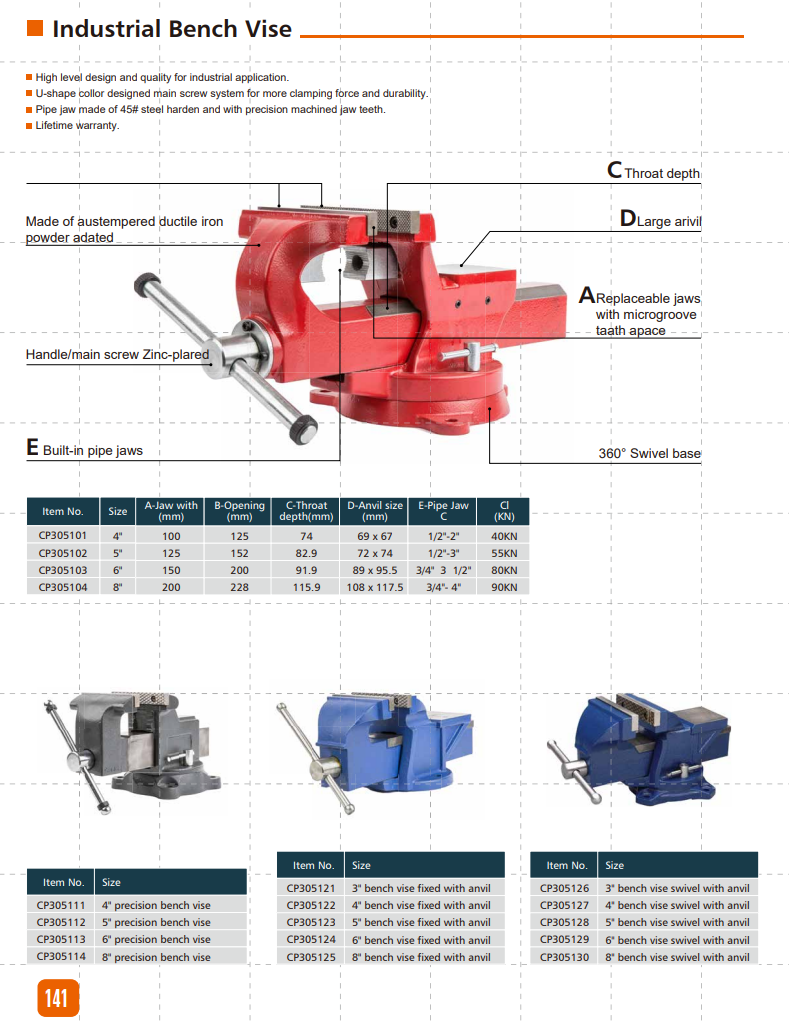 Industrial Bench Vise
High level design and quality for industrial application.
U-shape collor designed main screw system for more clamping force and durability.
Pipe jaw made of 45# steel harden and with precision machined jaw teeth.
Lifetime warranty.
C Throat depth
Made of austempered ductile iron
powder adated
D Large arivil
A Replaceable jaws
with microgroove
taath apace
Handle/main screw Zinc-plared
E Built-in pipe jaws
360° Swivel base
Item No. Size A-Jaw with (mm) B-Opening (mm) C-Throat depth(mm) D-Anvil size (mm) E-Pipe Jaw C Cl (KN)
CP305101 4" 100 125 74 69 x 67 1/2"-2" 40KN
CP305102 5" 125 152 82.9 72 x 74 1/2"-3" 55KN
CP305103 6" 150 200 91.9 89 x 95.5 3/4" 3 1/2" 80KN
CP305104 8" 200 228 115.9 108 x 117.5 3/4"- 4" 90KN
Item No. Size
CP305111 4" precision bench vise
CP305112 5" precision bench vise
CP305113 6" precision bench vise
CP305114 8" precision bench vise
Item No. Size
CP305121 3" bench vise fixed with anvil
CP305122 4" bench vise fixed with anvil
CP305123 5" bench vise fixed with anvil
CP305124 6" bench vise fixed with anvil
CP305125 8" bench vise fixed with anvil
Item No. Size
CP305126 3" bench vise swivel with anvil
CP305127 4" bench vise swivel with anvil
CP305128 5" bench vise swivel with anvil
CP305129 6" bench vise swivel with anvil
CP305130 8" bench vise swivel with anvil
141